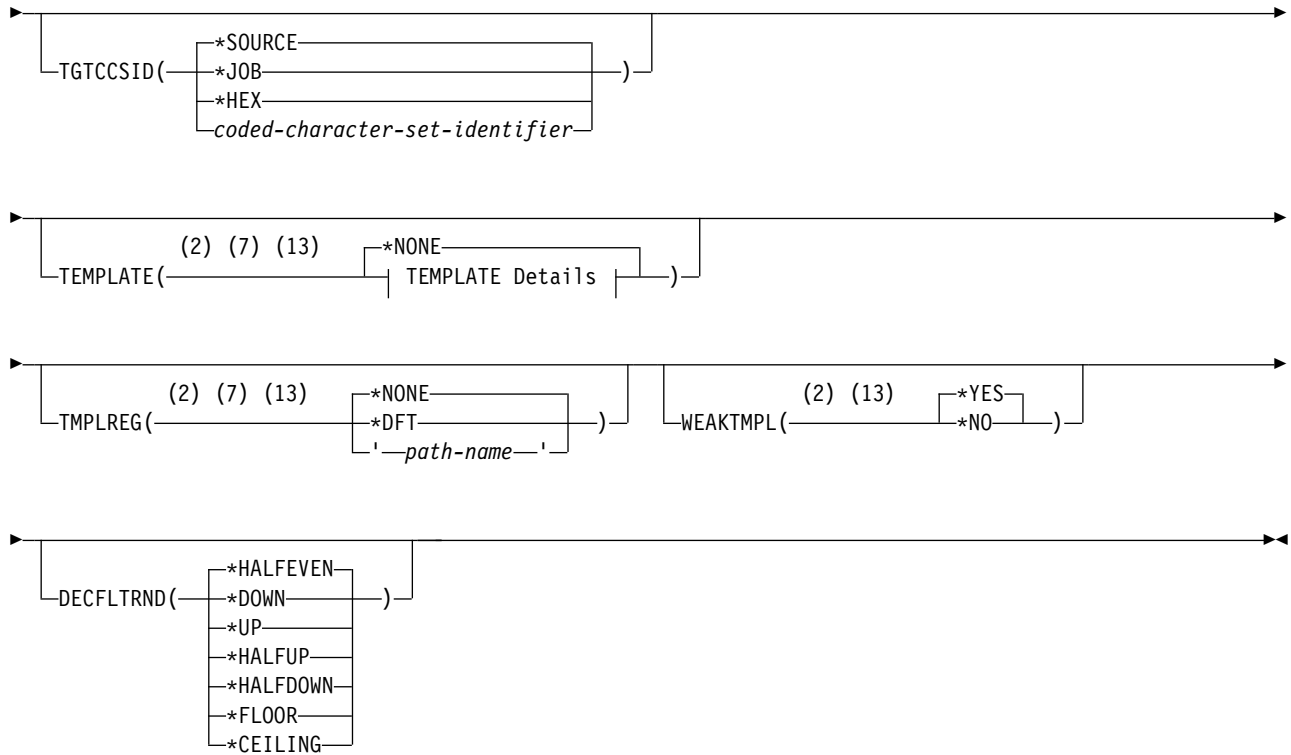 *SOURCE
TGTCCSID( *JOB )
*HEX
coded-character-set-identifier
(2) (7) (13) *NONE
TEMPLATE( TEMPLATE Details )
(2) (7) (13) *NONE (2) (13) *YES
TMPLREG( *DFT ) WEAKTMPL( *NO )
' path-name '
*HALFEVEN
DECFLTRND( *DOWN )
*UP
*HALFUP
*HALFDOWN
*FLOOR
*CEILING